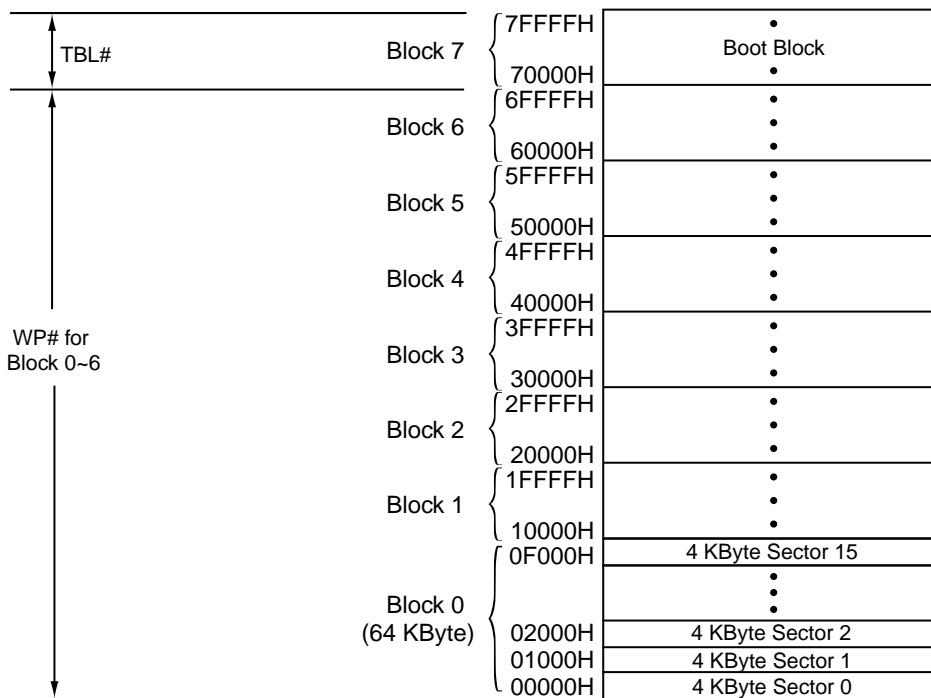 7FFFFH
TBL#
Block 7
Boot Block
70000H
6FFFFH
Block 6
60000H
5FFFFH
Block 5
50000H
4FFFFH
Block 4
40000H
WP# for
Block 0~6
3FFFFH
Block 3
30000H
2FFFFH
Block 2
20000H
1FFFFH
Block 1
10000H
0F000H
4 KByte Sector 15
Block 0
(64 KByte)
02000H
4 KByte Sector 2
01000H
4 KByte Sector 1
00000H
4 KByte Sector 0